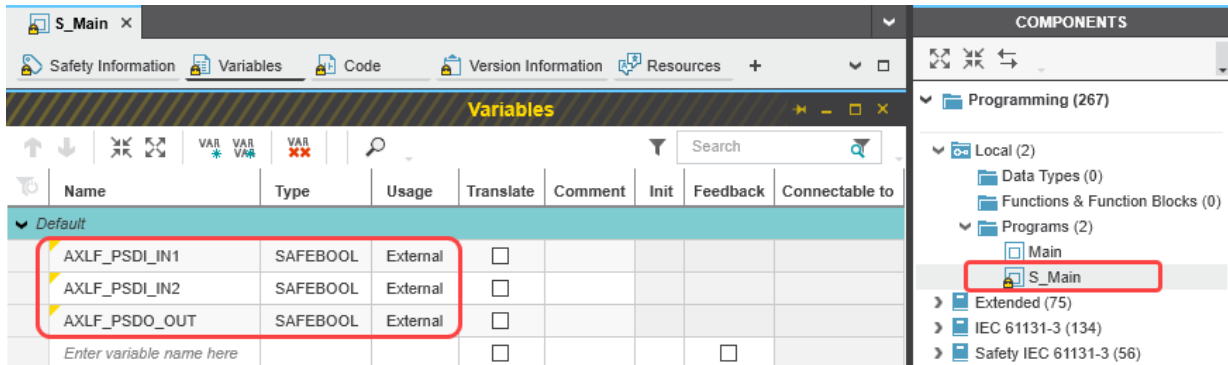 S_Main ×
COMPONENTS
Safety Information Variables Code Version Information Resources +
Variables
Programming (267)
VAR VAR VAR
Search
Local (2)
Name Type Usage Translate Comment Init Feedback Connectable to
Data Types (0)
Functions & Function Blocks (0)
Default
Programs (2)
AXLF_PSDI_IN1 SAFEBOOL External
Main
AXLF_PSDI_IN2 SAFEBOOL External
S_Main
AXLF_PSDO_OUT SAFEBOOL External
Extended (75)
IEC 61131-3 (134)
Enter variable name here
Safety IEC 61131-3 (56)